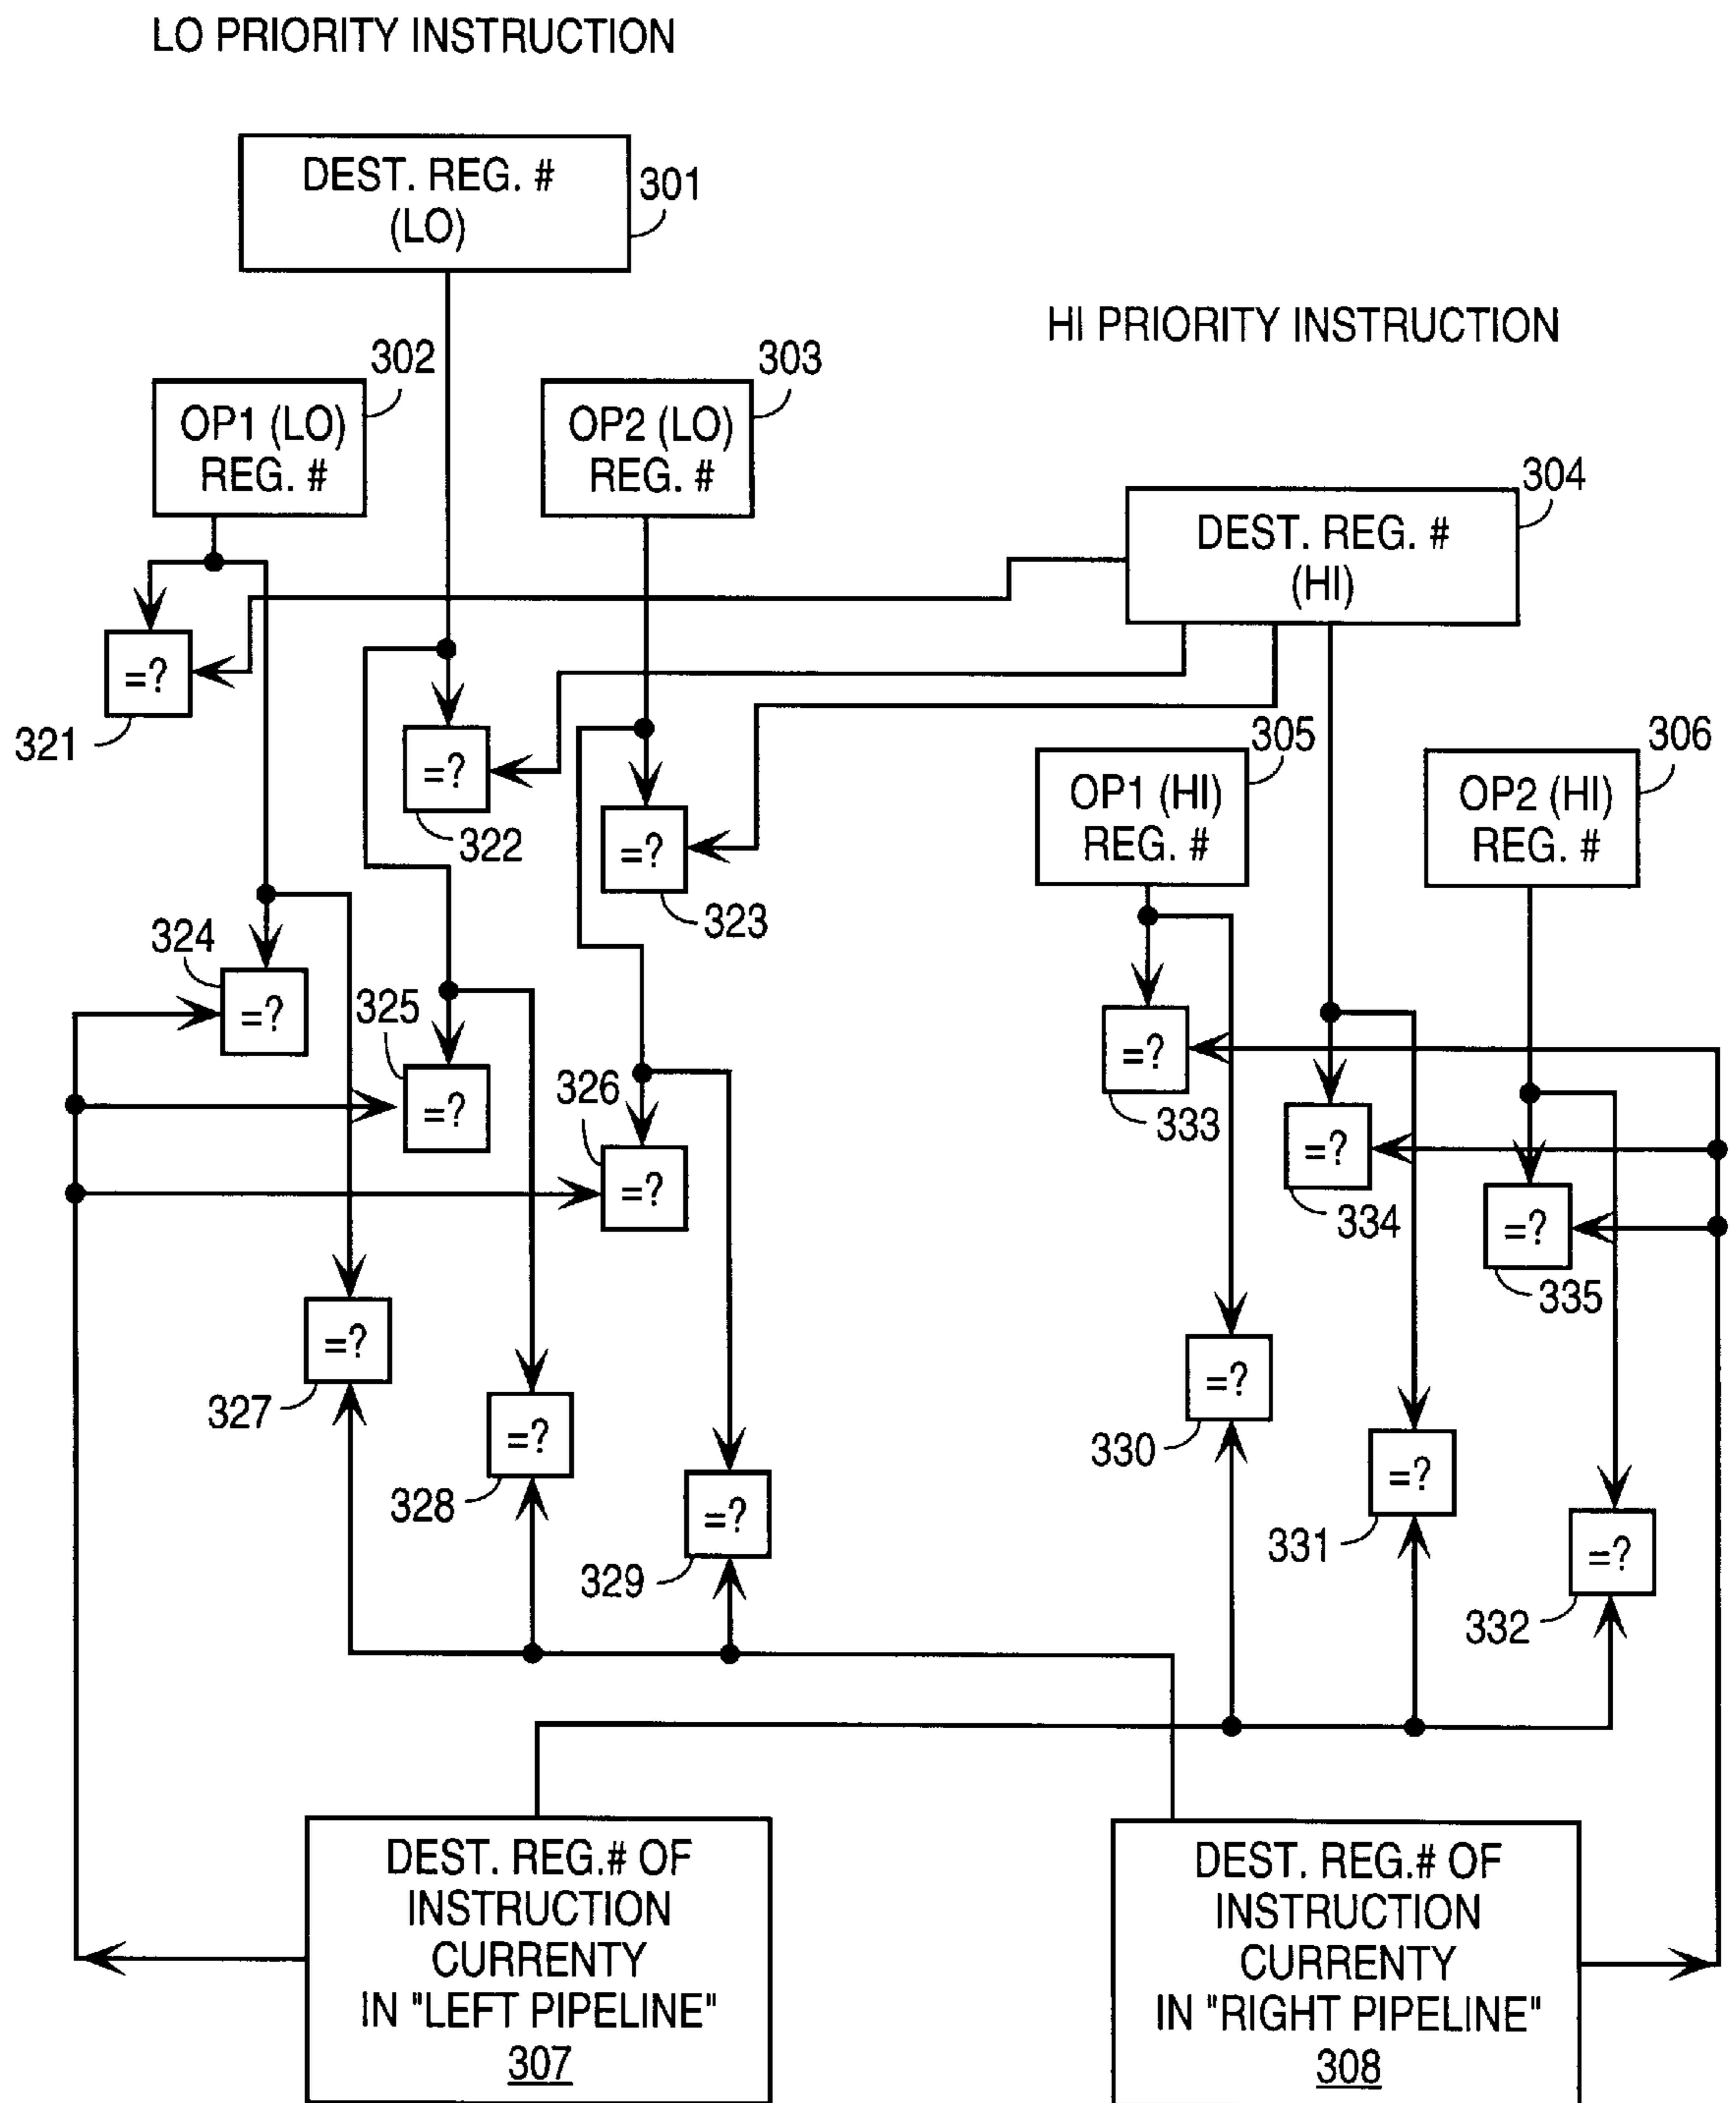 LO PRIORITY INSTRUCTION
DEST. REG. #
(LO)
301
HI PRIORITY INSTRUCTION
302
303
OP1 (LO)
REG. #
OP2 (LO)
REG. #
304
DEST. REG. #
(HI)
=?
321
=?
322
=?
323
305
306
OP1 (HI)
REG. #
OP2 (HI)
REG. #
324
=?
325
=?
326
=?
=?
333
=?
334
=?
335
=?
327
=?
328
=?
329
=?
330
=?
331
=?
332
DEST. REG.# OF
INSTRUCTION
CURRENTY
IN "LEFT PIPELINE"
307
DEST. REG.# OF
INSTRUCTION
CURRENTY
IN "RIGHT PIPELINE"
308